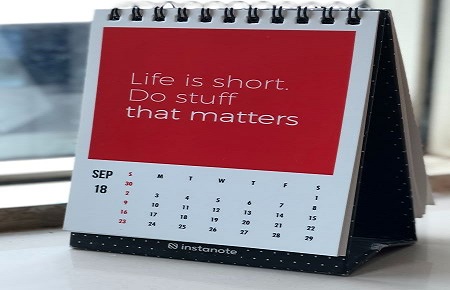 Life is short.
Do stuff
that matters
SEP
18
S M T W T F S
30 1
2 3 4 5 6 7 8
9 10 11 12 13 14 15
16 17 18 19 20 21 22
23 24 25 26 27 28 29
instanote